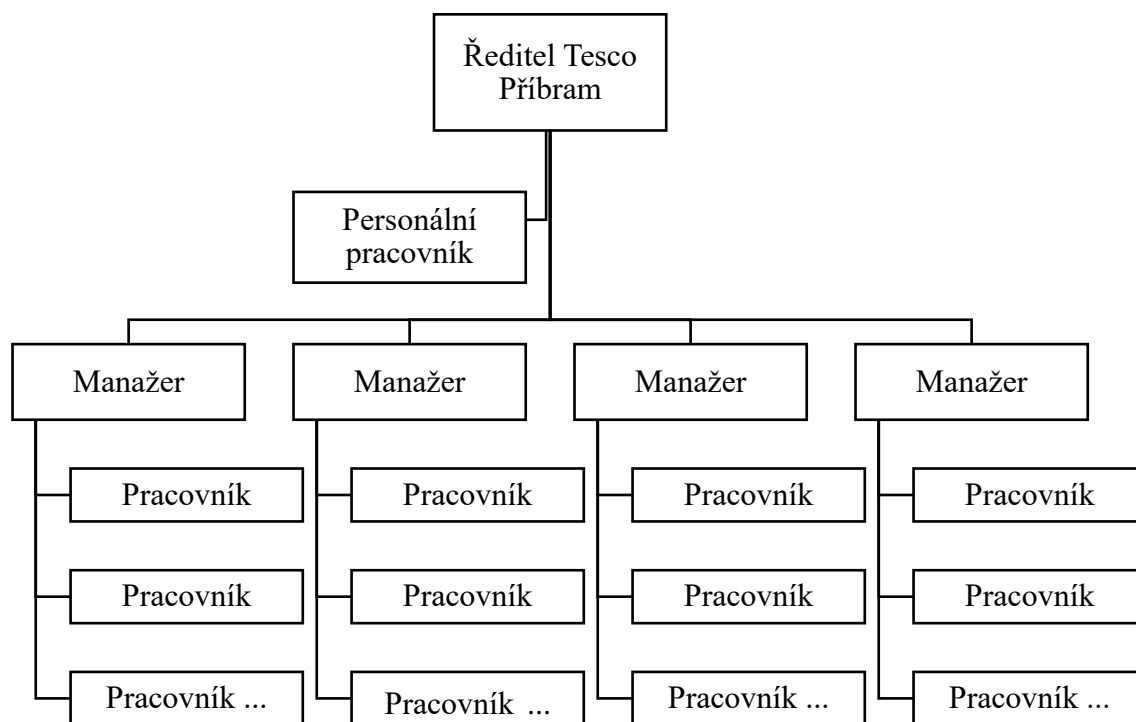 Ředitel Tesco
Příbram
Personální
pracovník
Manažer
Manažer
Manažer
Manažer
Pracovník
Pracovník
Pracovník
Pracovník
Pracovník
Pracovník
Pracovník
Pracovník
Pracovník ...
Pracovník ...
Pracovník ...
Pracovník ...